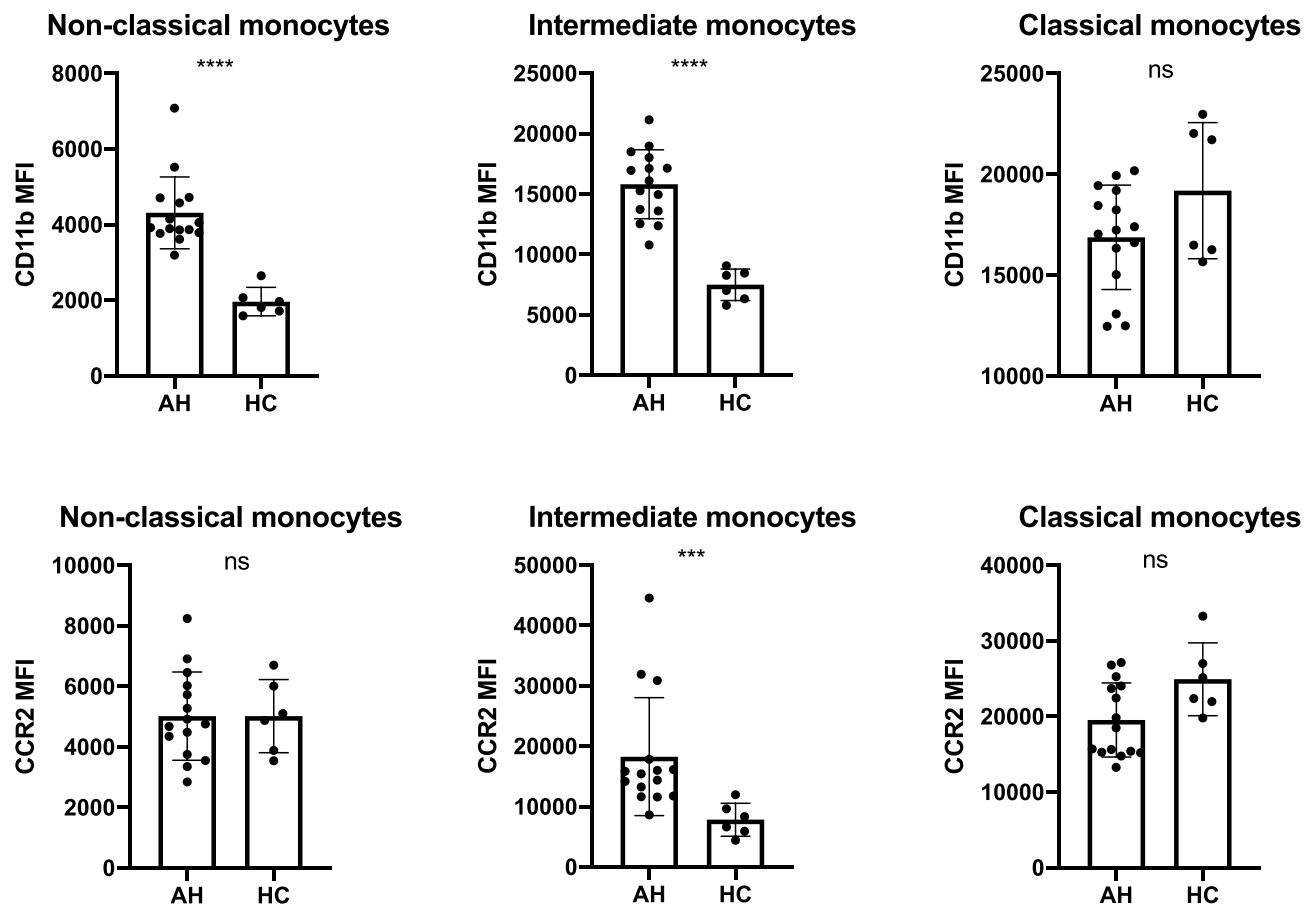 Non-classical monocytes
****
8000
6000
4000
2000
0
CD11b MFI
AH HC
Intermediate monocytes
****
25000
20000
15000
10000
5000
0
CD11b MFI
AH HC
Classical monocytes
ns
25000
20000
15000
10000
CD11b MFI
AH HC
Non-classical monocytes
ns
10000
8000
6000
4000
2000
0
CCR2 MFI
AH HC
Intermediate monocytes
***
50000
40000
30000
20000
10000
0
CCR2 MFI
AH HC
Classical monocytes
ns
40000
30000
20000
10000
0
CCR2 MFI
AH HC